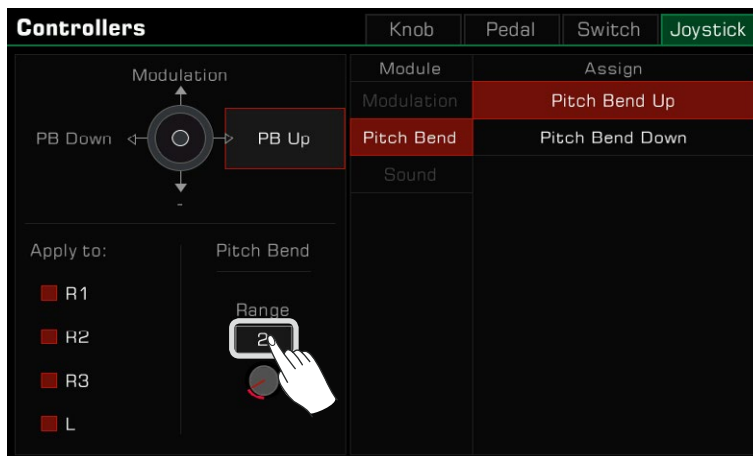 Controllers
Knob
Pedal
Switch
Joystick
Modulation
PB Down
PB Up
-
Apply to:
R1
R2
R3
L
Pitch Bend
Range
2
Module
Assign
Modulation
Pitch Bend Up
Pitch Bend
Pitch Bend Down
Sound